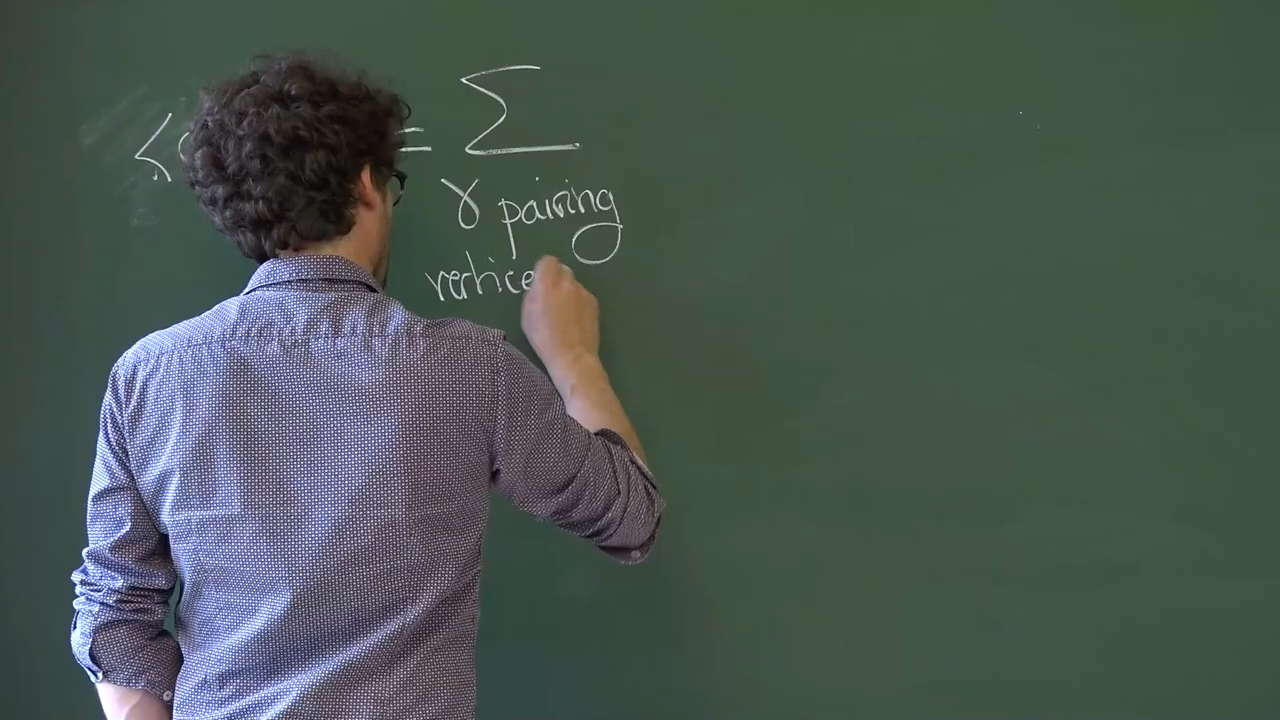 < = Σ
γ pairing
vertice